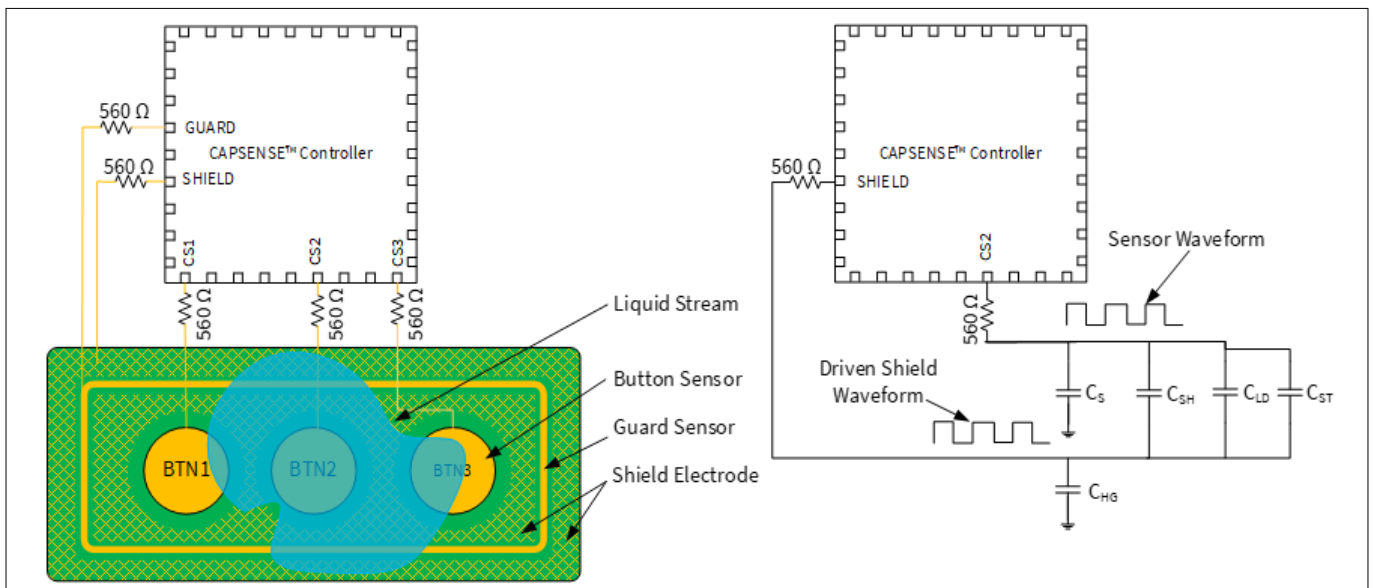 560 Ω
GUARD
CAPSENSE™ Controller
560 Ω
SHIELD
CS1
CS2
CS3
560 Ω
560 Ω
560 Ω
Liquid Stream
Button Sensor
Guard Sensor
Shield Electrode
BTN1
BTN2
BTN3
CAPSENSE™ Controller
560 Ω
SHIELD
CS2
560 Ω
Sensor Waveform
Driven Shield
Waveform
CS
CSH
CLD
CST
CHG